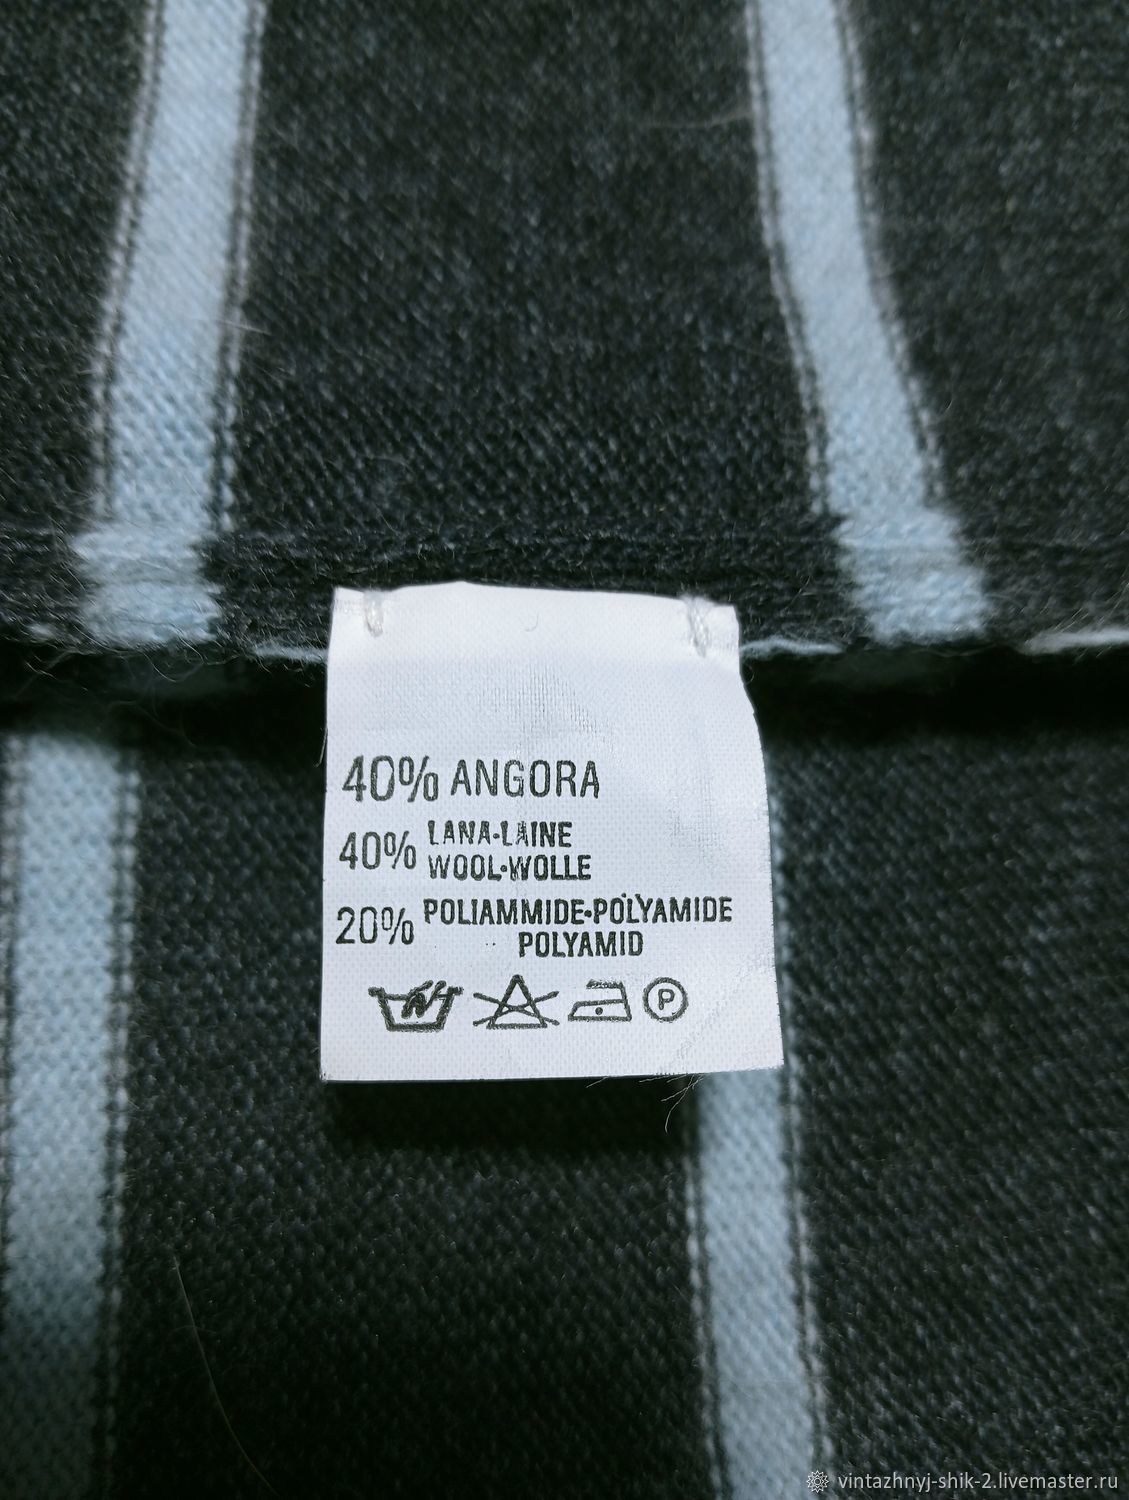 40% ANGORA
40% LANA-LAINE
WOOL-WOLLE
20% POLIAMMIDE-POLYAMIDE
POLYAMID
P
vintazhnyj-shik-2.livemaster.ru